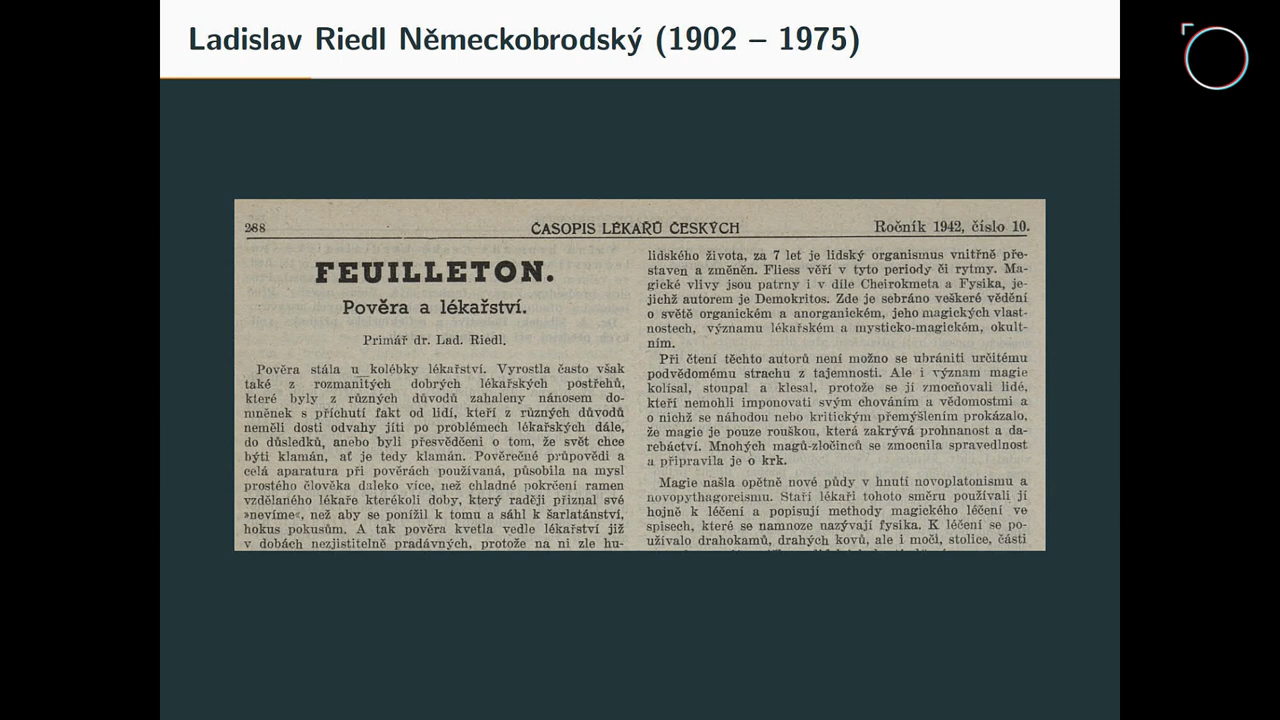 Ladislav Riedl Německobrodský (1902 – 1975)
288
ČASOPIS LÉKAŘŮ ČESKÝCH
Ročník 1942, číslo 10.
FEUILLETON.
Pověra a lékařství.
Primář dr. Lad. Riedl.
Pověra stála u kolébky lékařství. Vyrostla často však
také z rozmanitých dobrých lékařských postřehů,
které byly z různých důvodů zahaleny nánosem do-
mněnek s příchutí fakt od lidí, kteří z různých důvodů
neměli dosti odvahy jíti po problémech lékařských dále,
do důsledků, anebo byli přesvědčeni o tom, že svět chce
býti klamán, ať je tedy klamán. Pověrečné průpovědi a
celá aparatura při pověrách používaná, působila na mysl
prostého člověka daleko více, než chladné pokrčení ramen
vzdělaného lékaře kterékoli doby, který raději přiznal své
»nevíme«, než aby se ponížil k tomu a sáhl k šarlatánství,
hokus pokusům. A tak pověra kvetla vedle lékařství již
v dobách nezjistitelně pradávných, protože na ni zle hu-
lidského života, za 7 let je lidský organismus vnitřně pře-
staven a změněn. Fliess věří v tyto periody či rytmy. Ma-
gické vlivy jsou patrny i v díle Cheirokmeta a Fysika, je-
jichž autorem je Demokritos. Zde je sebráno veškeré vědění
o světě organickém a anorganickém, jeho magických vlast-
nostech, významu lékařském a mysticko-magickém, okult-
ním.
Při čtení těchto autorů není možno se ubrániti určitému
podvědomému strachu z tajemnosti. Ale i význam magie
kolísal, stoupal a klesal, protože se jí zmocňovali lidé,
kteří nemohli imponovati svým chováním a vědomostmi a
o nichž se náhodou nebo kritickým přemýšlením prokázalo,
že magie je pouze rouškou, která zakrývá prohnanost a da-
rebáctví. Mnohých magů-zločinců se zmocnila spravedlnost
a připravila je o krk.
Magie našla opětně nové půdy v hnutí novoplatonismu a
novopythagoreismu. Staří lékaři tohoto směru používali jí
hojně k léčení a popisují methody magického léčení ve
spisech, které se namnoze nazývají fysika. K léčení se po-
užívalo drahokamů, drahých kovů, ale i moči, stolice, části